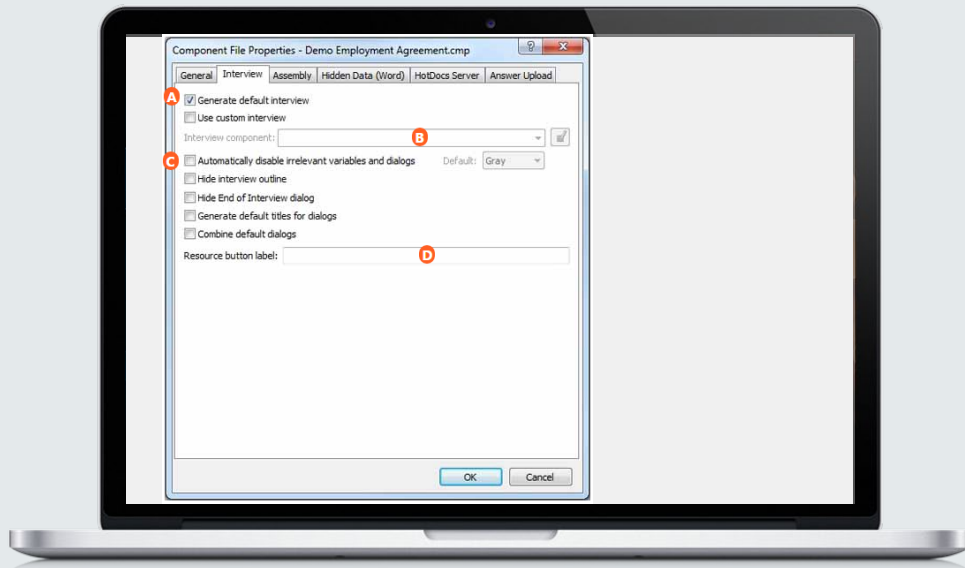 Component File Properties - Demo Employment Agreement.cmp
General Interview Assembly Hidden Data (Word) HotDocs Server Answer Upload
A Generate default interview
Use custom interview
Interview component: B
C Automatically disable irrelevant variables and dialogs Default: Gray
Hide interview outline
Hide End of Interview dialog
Generate default titles for dialogs
Combine default dialogs
Resource button label: D
OK Cancel